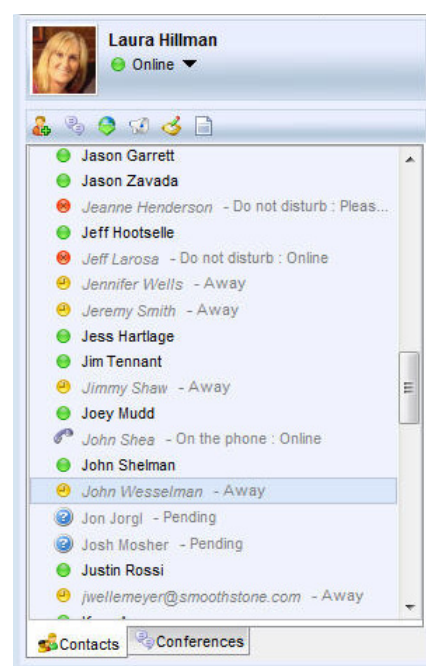 Laura Hillman
Online
Jason Garrett
Jason Zavada
Jeanne Henderson - Do not disturb : Pleas...
Jeff Hootselle
Jeff Larosa - Do not disturb : Online
Jennifer Wells - Away
Jeremy Smith - Away
Jess Hartlage
Jim Tennant
Jimmy Shaw - Away
Joey Mudd
John Shea - On the phone : Online
John Shelman
John Wesselman - Away
Jon Jorgl - Pending
Josh Mosher - Pending
Justin Rossi
jwellemeyer@smoothstone.com - Away
Contacts Conferences